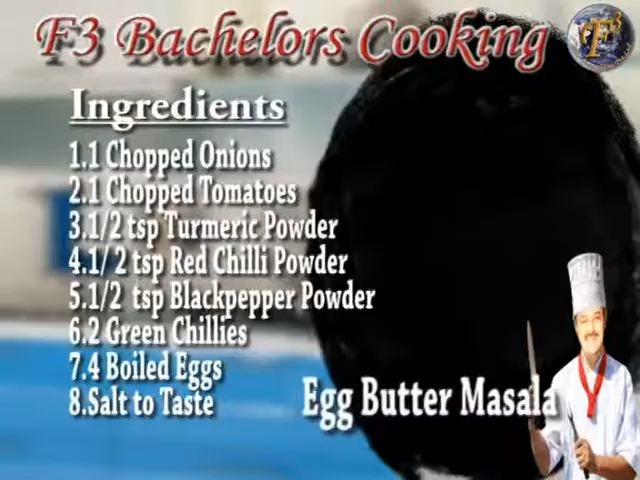 F3 Bachelors Cooking
F3
Ingredients
1.1 Chopped Onions
2.1 Chopped Tomatoes
3.1/2 tsp Turmeric Powder
4.1/ 2 tsp Red Chilli Powder
5.1/2 tsp Blackpepper Powder
6.2 Green Chillies
7.4 Boiled Eggs
8.Salt to Taste
Egg Butter Masala